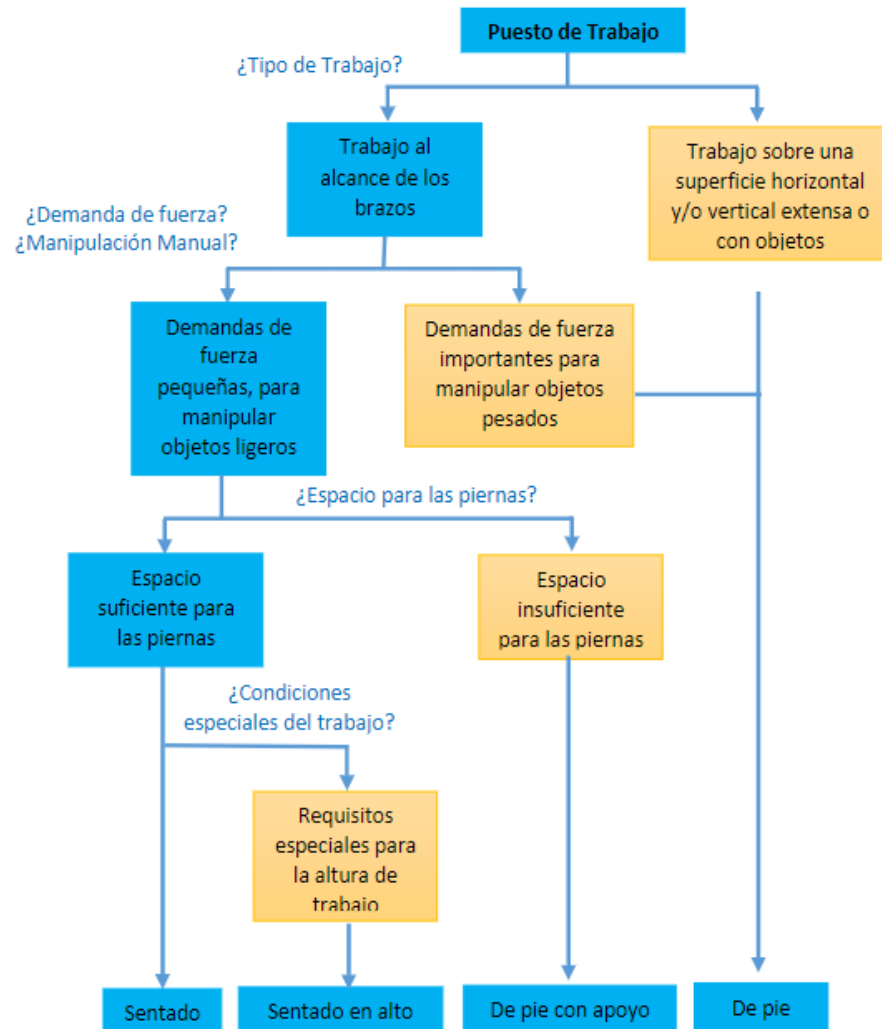 Puesto de Trabajo
¿Tipo de Trabajo?
Trabajo al
alcance de los
brazos
Trabajo sobre una
superficie horizontal
y/o vertical extensa o
con objetos
¿Demanda de fuerza?
¿Manipulación Manual?
Demandas de
fuerza
pequeñas, para
manipular
objetos ligeros
Demandas de fuerza
importantes para
manipular objetos
pesados
¿Espacio para las piernas?
Espacio
suficiente para
las piernas
Espacio
insuficiente
para las piernas
¿Condiciones
especiales del trabajo?
Requisitos
especiales para
la altura de
trabajo
Sentado
Sentado en alto
De pie con apoyo
De pie